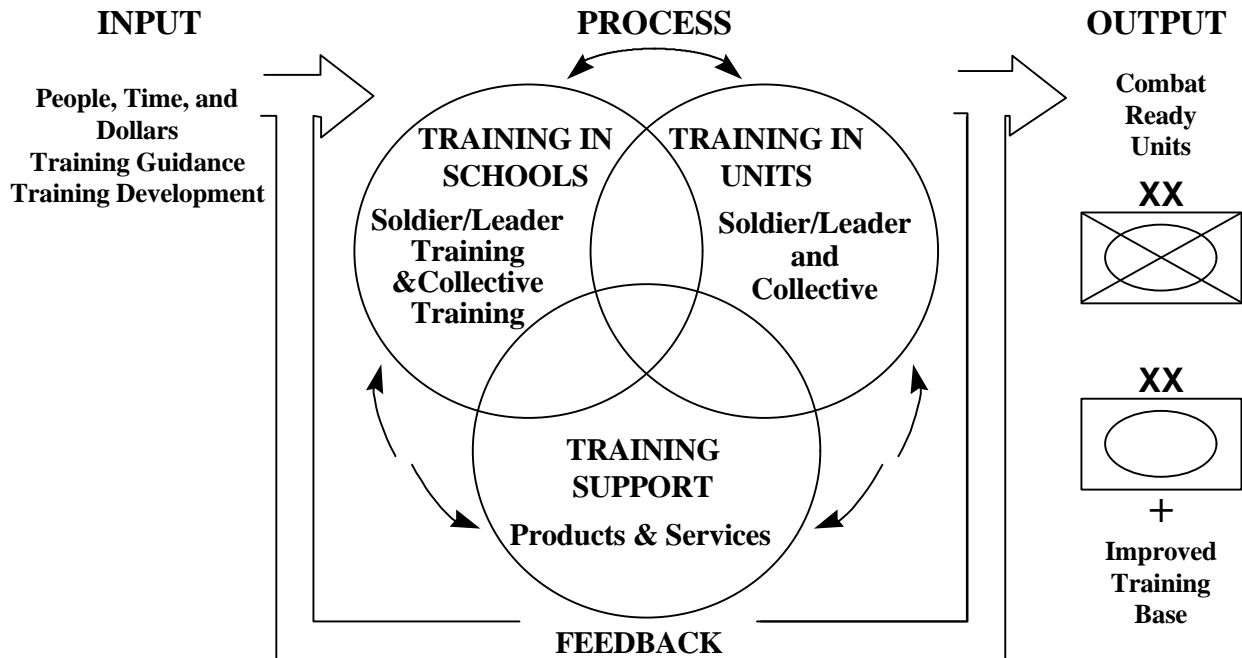 INPUT
People, Time, and
Dollars
Training Guidance
Training Development
PROCESS
TRAINING IN
SCHOOLS
Soldier/Leader
Training
&Collective
Training
TRAINING IN
UNITS
Soldier/Leader
and
Collective
TRAINING
SUPPORT
Products & Services
FEEDBACK
OUTPUT
Combat
Ready
Units
XX
XX
+
Improved
Training
Base